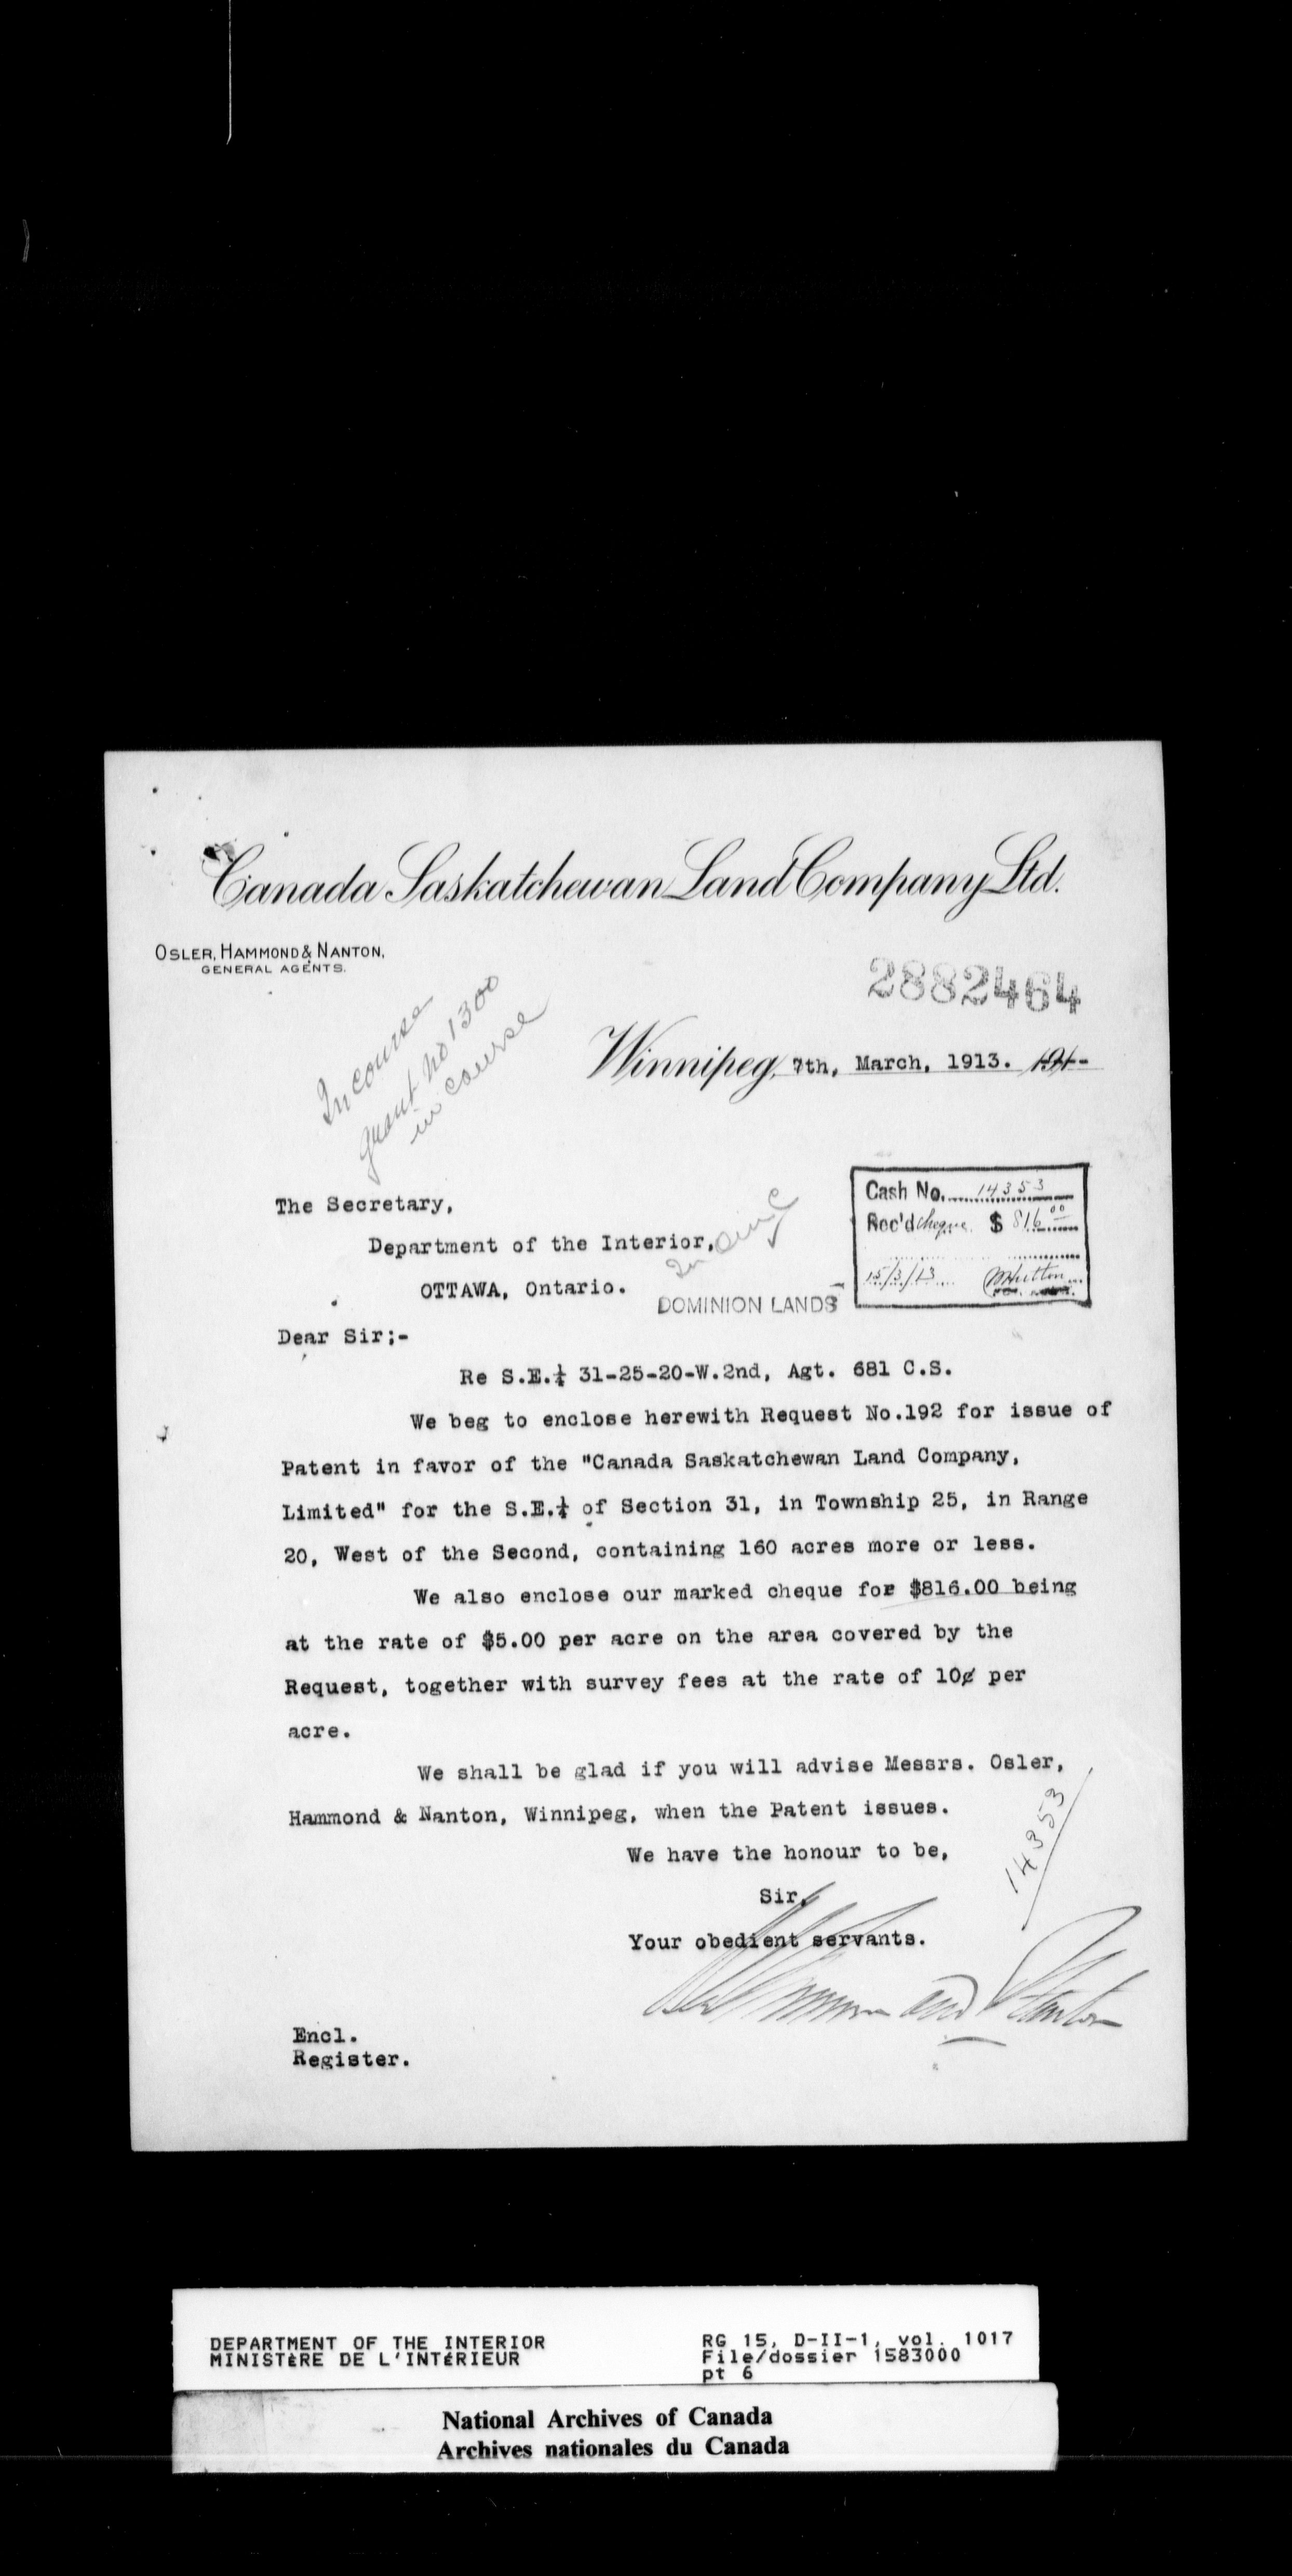 Canada Saskatchewan Land Company Ltd.
OSLER, HAMMOND & NANTON,
GENERAL AGENTS.
2882464
In course
grant no 1300
in course
Winnipeg, 7th, March, 1913. 191-
Cash No. 14353
Rec'd cheque $ 816.00
15/3/13
The Secretary,
Department of the Interior,
OTTAWA, Ontario.
DOMINION LANDS
Dear Sir;-
Re S.E.¼ 31-25-20-W.2nd, Agt. 681 C.S.
We beg to enclose herewith Request No.192 for issue of
Patent in favor of the "Canada Saskatchewan Land Company,
Limited" for the S.E.¼ of Section 31, in Township 25, in Range
20, West of the Second, containing 160 acres more or less.
We also enclose our marked cheque for $816.00 being
at the rate of $5.00 per acre on the area covered by the
Request, together with survey fees at the rate of 10¢ per
acre.
We shall be glad if you will advise Messrs. Osler,
Hammond & Nanton, Winnipeg, when the Patent issues.
We have the honour to be,
Sir,
Your obedient servants.
14353
Osler Hammond and Nanton
Encl.
Register.
DEPARTMENT OF THE INTERIOR
MINISTÈRE DE L'INTÉRIEUR
RG 15, D-II-1, vol. 1017
File/dossier 1583000
pt 6
National Archives of Canada
Archives nationales du Canada